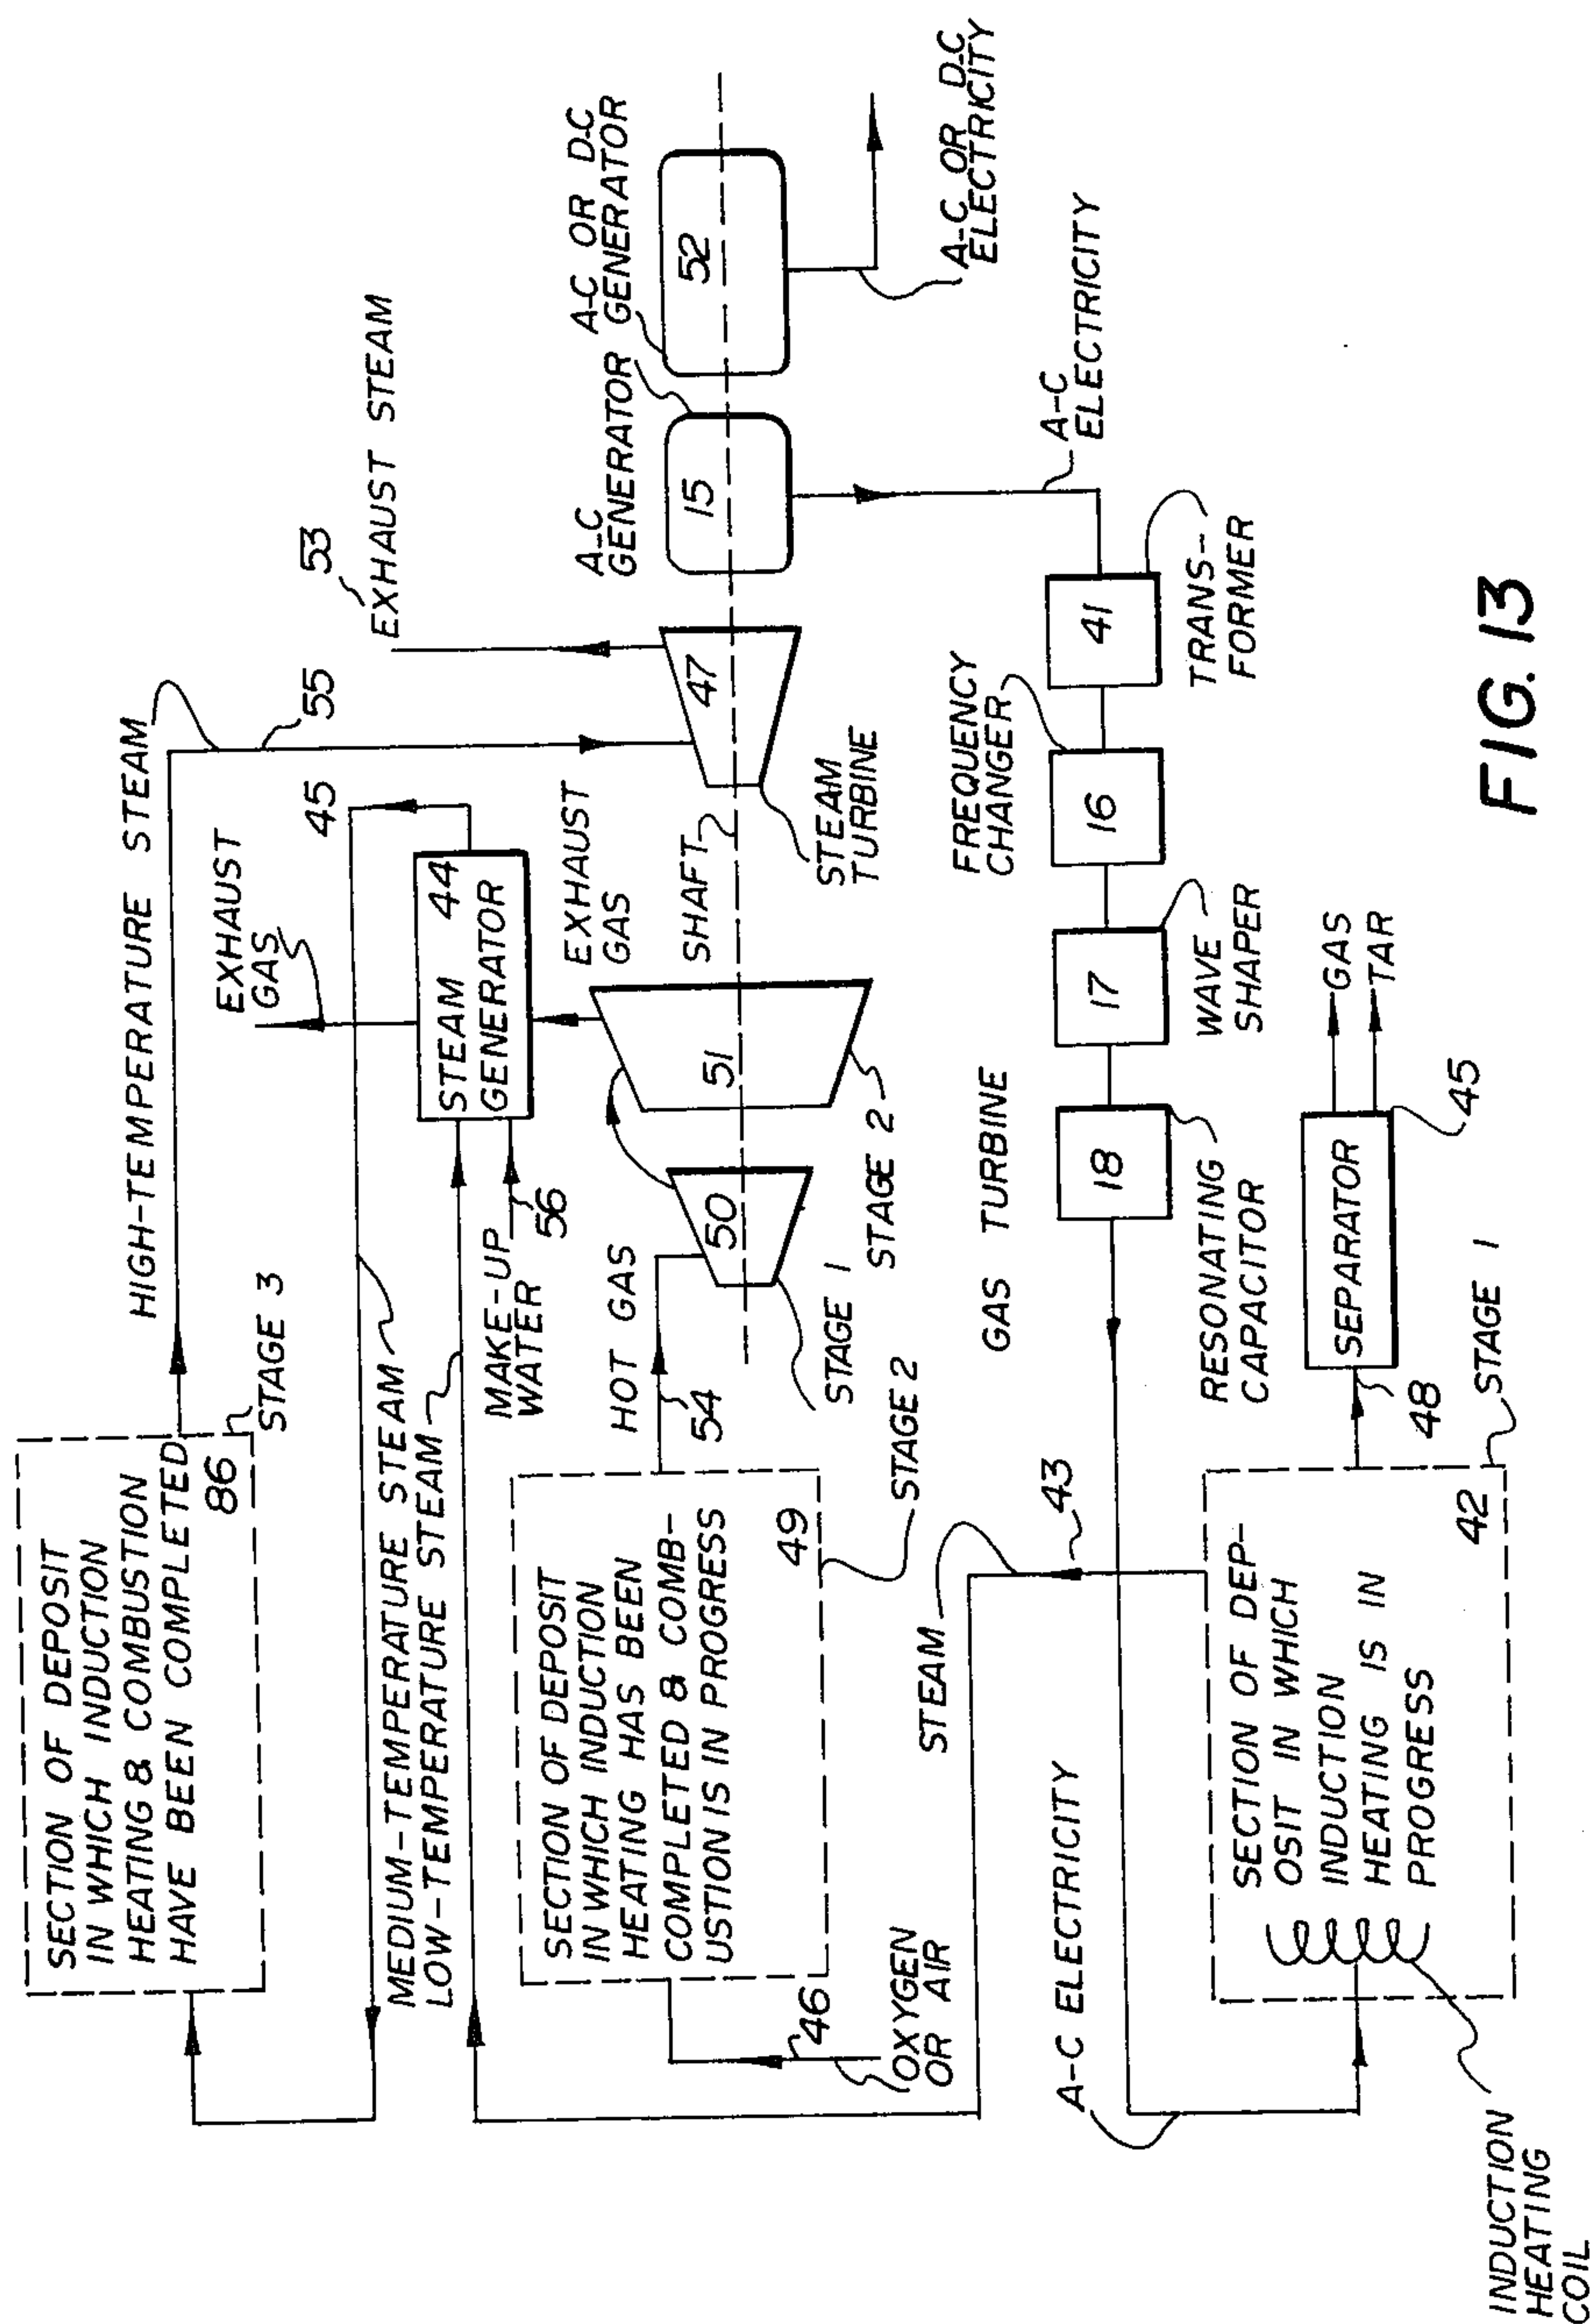 SECTION OF DEPOSIT
IN WHICH INDUCTION
HEATING & COMBUSTION
HAVE BEEN COMPLETED
86
STAGE 3
HIGH-TEMPERATURE STEAM
55
53
EXHAUST STEAM
EXHAUST
GAS
45
MEDIUM-TEMPERATURE STEAM
LOW-TEMPERATURE STEAM
MAKE-UP
WATER
56
STEAM 44
GENERATOR
EXHAUST
GAS
SECTION OF DEPOSIT
IN WHICH INDUCTION
HEATING HAS BEEN
COMPLETED & COMB-
USTION IS IN PROGRESS
49
STAGE 2
46
OXYGEN
OR AIR
HOT GAS
54
50
STAGE 1
51
STAGE 2
GAS TURBINE
SHAFT
47
STEAM
TURBINE
A-C
GENERATOR
15
A-C OR D-C
GENERATOR
52
A-C OR D-C
ELECTRICITY
A-C
ELECTRICITY
STEAM
43
A-C ELECTRICITY
18
RESONATING
CAPACITOR
17
WAVE
SHAPER
FREQUENCY
CHANGER
16
41
TRANS-
FORMER
SECTION OF DEP-
OSIT IN WHICH
INDUCTION
HEATING IS IN
PROGRESS
42
STAGE 1
INDUCTION
HEATING
COIL
48
SEPARATOR
45
GAS
TAR
FIG. 13